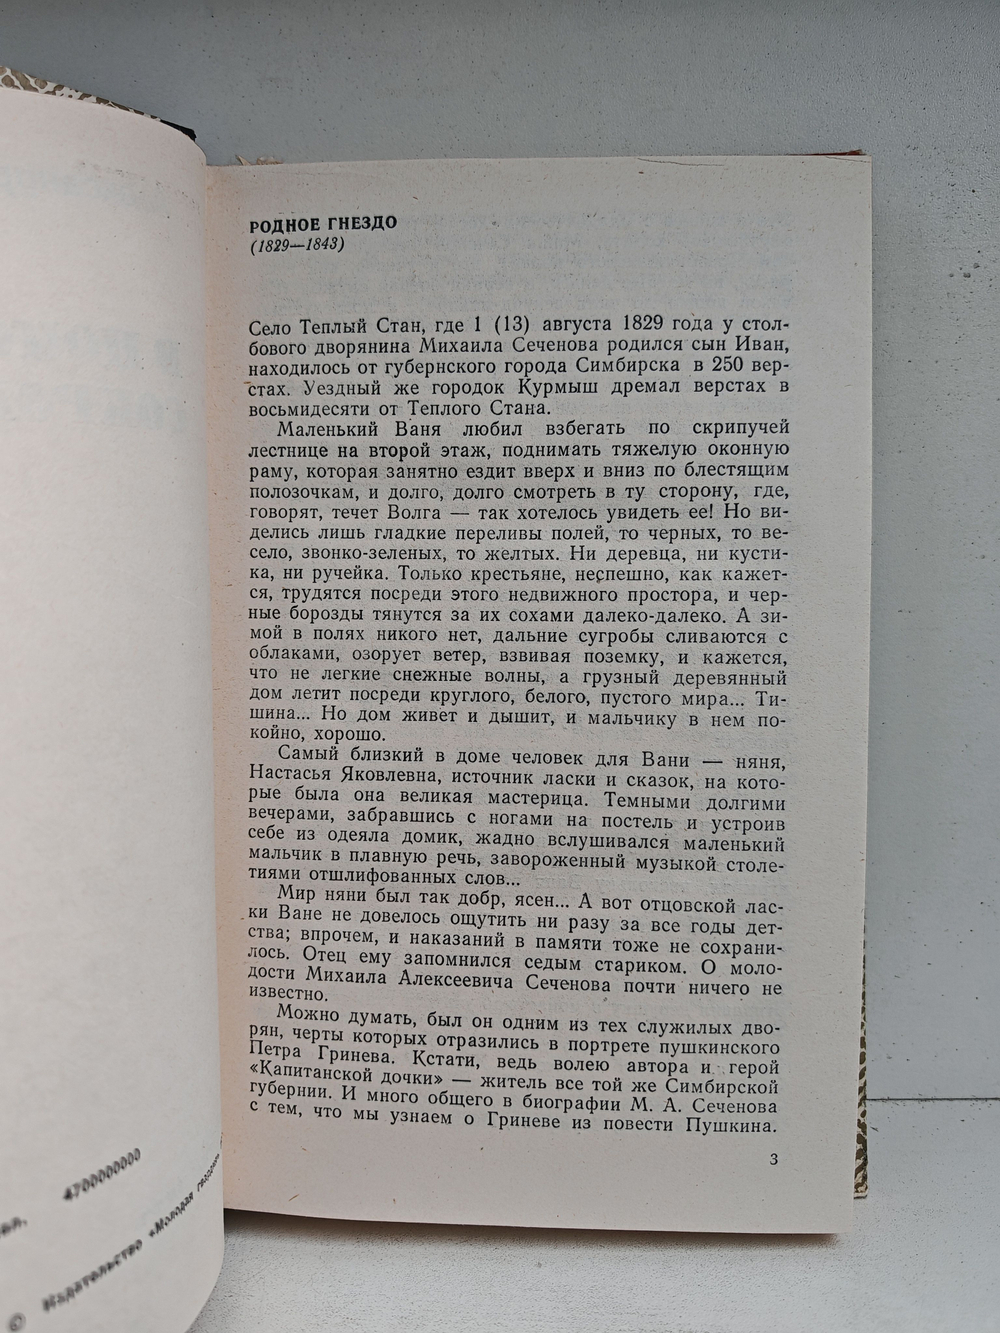 РОДНОЕ ГНЕЗДО
(1829—1843)
Село Теплый Стан, где 1 (13) августа 1829 года у стол-
бового дворянина Михаила Сеченова родился сын Иван,
находилось от губернского города Симбирска в 250 вер-
стах. Уездный же городок Курмыш дремал верстах в
восьмидесяти от Теплого Стана.
Маленький Ваня любил взбегать по скрипучей
лестнице на второй этаж, поднимать тяжелую оконную
раму, которая занятно ездит вверх и вниз по блестящим
полозочкам, и долго, долго смотреть в ту сторону, где,
говорят, течет Волга — так хотелось увидеть ее! Но ви-
делись лишь гладкие переливы полей, то черных, то ве-
село, звонко-зеленых, то желтых. Ни деревца, ни кусти-
ка, ни ручейка. Только крестьяне, неспешно, как кажет-
ся, трудятся посреди этого недвижного простора, и чер-
ные борозды тянутся за их сохами далеко-далеко. А зи-
мой в полях никого нет, дальние сугробы сливаются с
облаками, озорует ветер, взвивая поземку, и кажется,
что не легкие снежные волны, а грузный деревянный
дом летит посреди круглого, белого, пустого мира... Ти-
шина... Но дом живет и дышит, и мальчику в нем по-
койно, хорошо.
Самый близкий в доме человек для Вани — няня,
Настасья Яковлевна, источник ласки и сказок, на кото-
рые была она великая мастерица. Темными долгими
вечерами, забравшись с ногами на постель и устроив
себе из одеяла домик, жадно вслушивался маленький
мальчик в плавную речь, завороженный музыкой столе-
тиями отшлифованных слов...
Мир няни был так добр, ясен... А вот отцовской лас-
ки Ване не довелось ощутить ни разу за все годы дет-
ства; впрочем, и наказаний в памяти тоже не сохрани-
лось. Отец ему запомнился седым стариком. О моло-
дости Михаила Алексеевича Сеченова почти ничего не
известно.
Можно думать, был он одним из тех служилых дво-
рян, черты которых отразились в портрете пушкинского
Петра Гринева. Кстати, ведь волею автора и герой
«Капитанской дочки» — житель все той же Симбирской
губернии. И много общего в биографии М. А. Сеченова
с тем, что мы узнаем о Гриневе из повести Пушкина.
3
4700000000
© Издательство «Молодая гвардия»